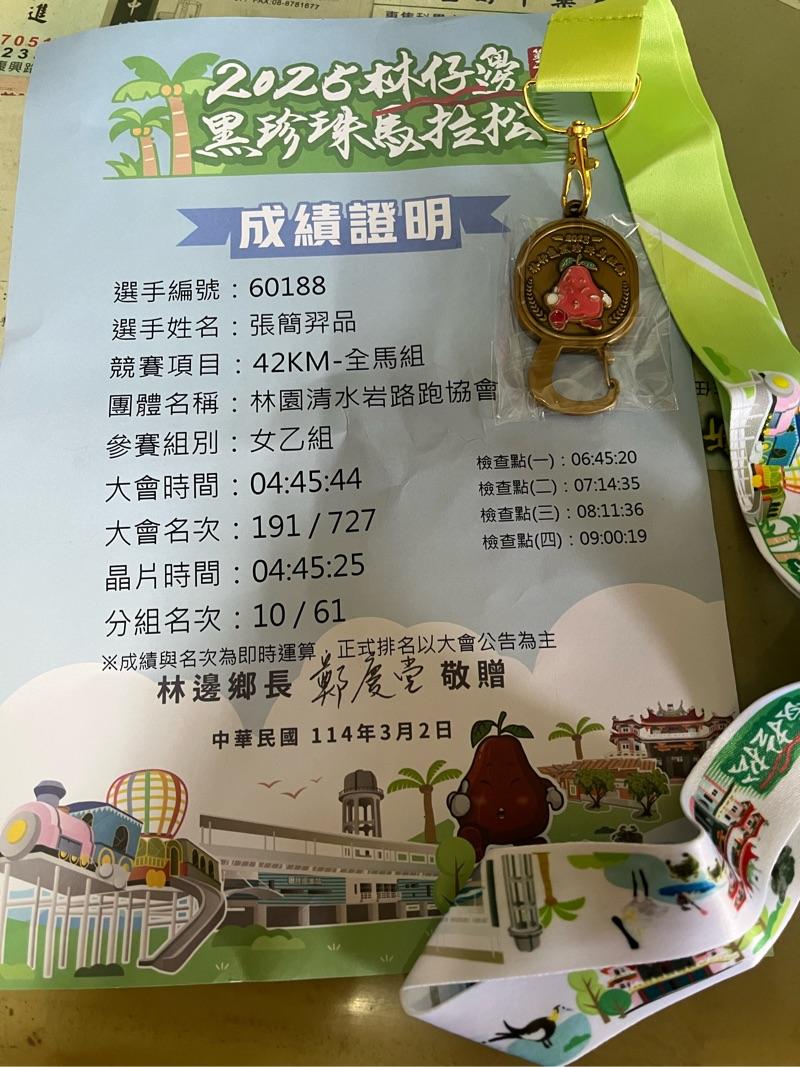 進
FAX:08-8781677
2025林仔邊
黑珍珠馬拉松
成績證明
選手編號：60188
選手姓名：張簡羿品
競賽項目：42KM-全馬組
團體名稱：林園清水岩路跑協會
參賽組別：女乙組
大會時間：04:45:44
大會名次：191 / 727
晶片時間：04:45:25
分組名次：10 / 61
檢查點(一)：06:45:20
檢查點(二)：07:14:35
檢查點(三)：08:11:36
檢查點(四)：09:00:19
※成績與名次為即時運算，正式排名以大會公告為主
林邊鄉長 鄭慶堂 敬贈
中華民國 114年3月2日